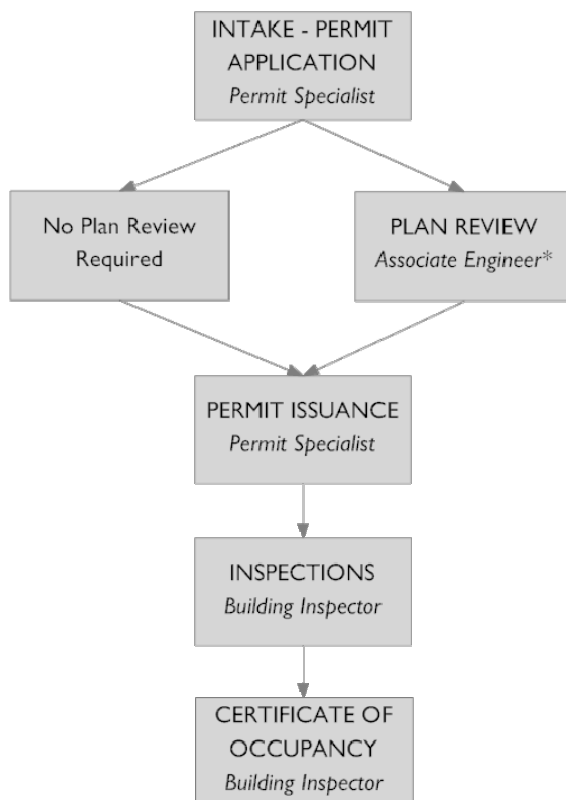 INTAKE - PERMIT
APPLICATION
Permit Specialist
No Plan Review
Required
PLAN REVIEW
Associate Engineer*
PERMIT ISSUANCE
Permit Specialist
INSPECTIONS
Building Inspector
CERTIFICATE OF
OCCUPANCY
Building Inspector